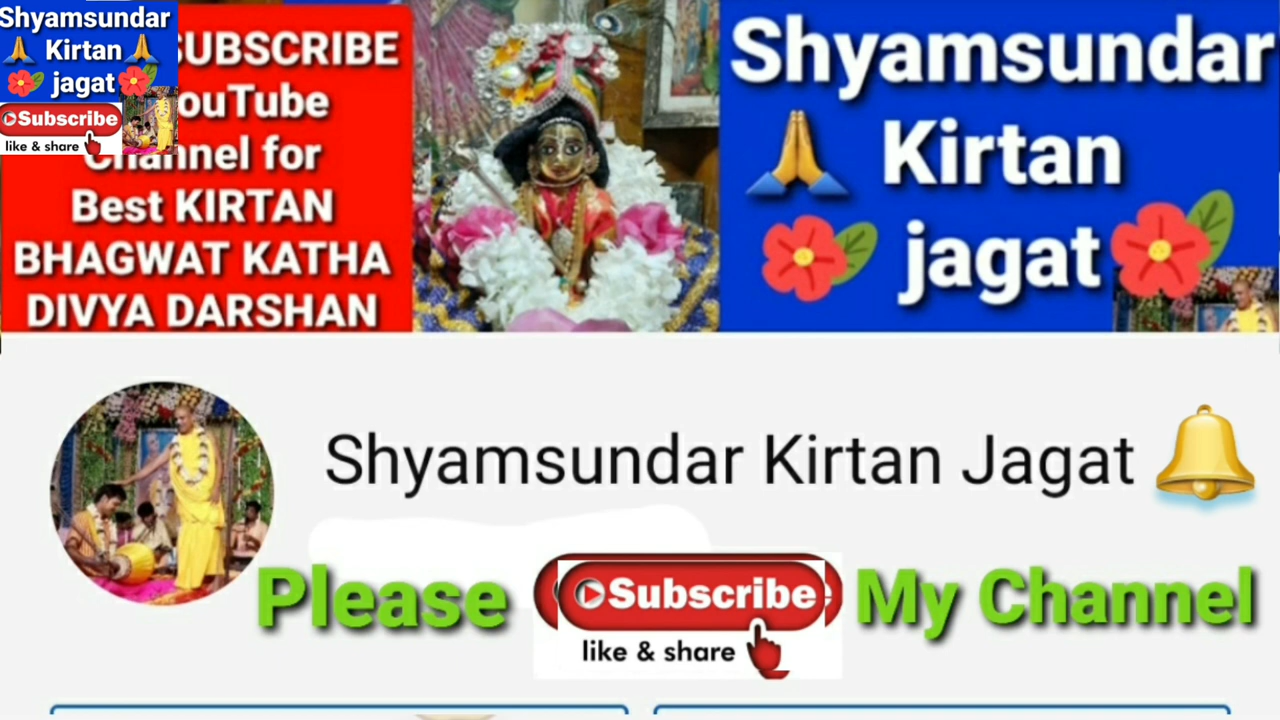 Shyamsundar
Kirtan
jagat
Subscribe
like & share
SUBSCRIBE
Channel for
Best KIRTAN
BHAGWAT KATHA
DIVYA DARSHAN
Shyamsundar
Kirtan
jagat
Shyamsundar Kirtan Jagat
Please Subscribe My Channel
like & share